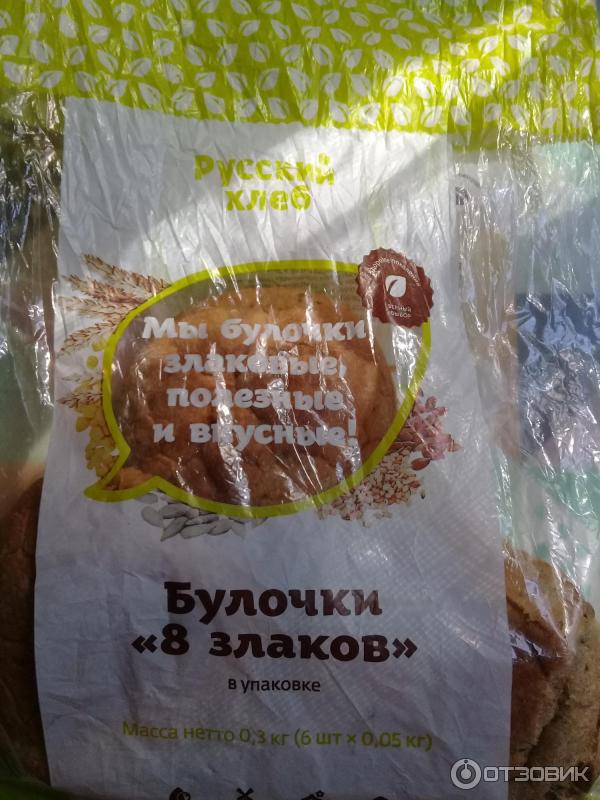 Русский
хлеб
Мы булочки
злаковые,
полезные
и вкусные!
Булочки
«8 злаков»
в упаковке
Масса нетто 0,3 кг (6 шт × 0,05 кг)
ОТЗОВИК